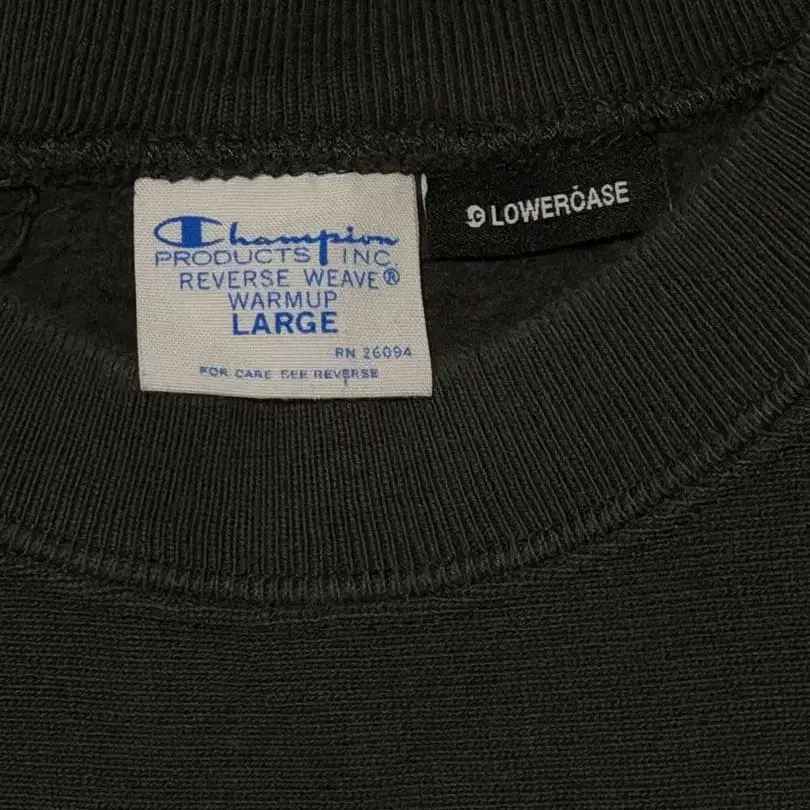 Champion
PRODUCTS INC.
REVERSE WEAVE®
WARMUP
LARGE
RN 26094
FOR CARE SEE REVERSE
LOWERCASE